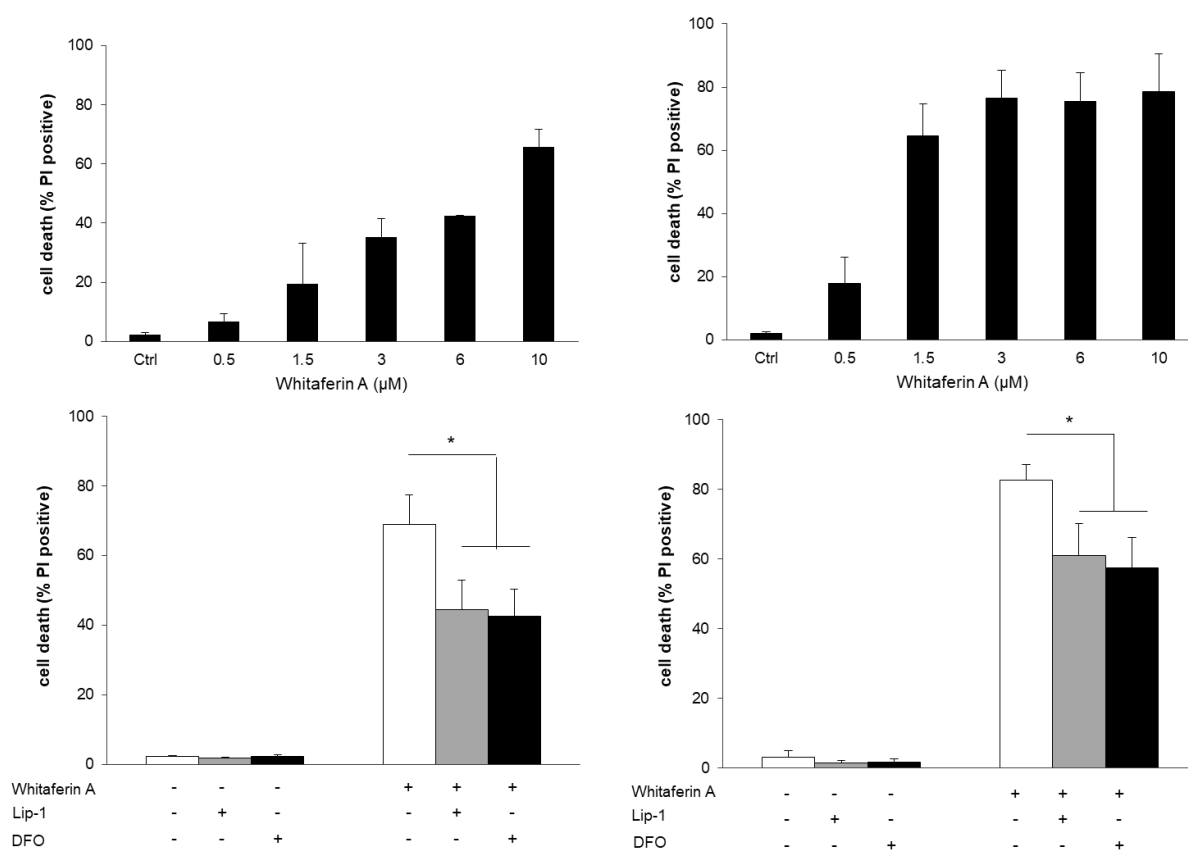 100
80
60
40
20
0
cell death (% PI positive)
Ctrl 0.5 1.5 3 6 10
Whitaferin A (µM)
100
80
60
40
20
0
cell death (% PI positive)
Ctrl 0.5 1.5 3 6 10
Whitaferin A (µM)
100
80
60
40
20
0
cell death (% PI positive)
*
Whitaferin A - - - + + +
Lip-1 - + - - + -
DFO - - + - - +
100
80
60
40
20
0
cell death (% PI positive)
*
Whitaferin A - - - + + +
Lip-1 - + - - + -
DFO - - + - - +